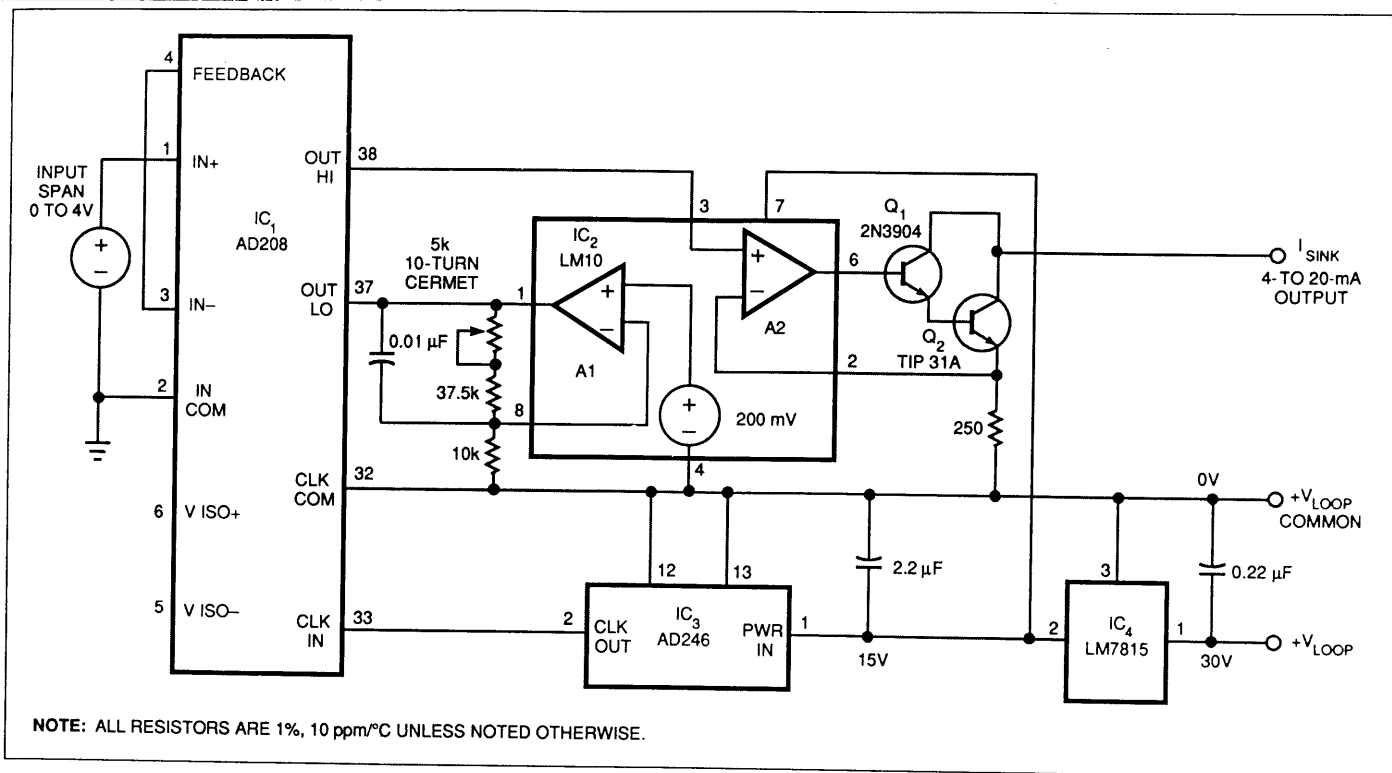 4
FEEDBACK
1
IN+
OUT
HI
38
INPUT
SPAN
0 TO 4V
+
−
IC1
AD208
3
7
Q1
2N3904
IC2
LM10
5k
10-TURN
CERMET
+
−
A2
6
ISINK
4- TO 20-mA
OUTPUT
3
IN−
OUT
LO
37
1
+
−
A1
0.01 µF
Q2
TIP 31A
2
37.5k
2
IN
COM
8
+
−
200 mV
250
10k
4
CLK
COM
32
0V
+VLOOP
COMMON
6
V ISO+
12
13
2.2 µF
3
0.22 µF
5
V ISO−
CLK
IN
33
2
CLK
OUT
IC3
AD246
PWR
IN
1
15V
2
IC4
LM7815
1
30V
+VLOOP
NOTE: ALL RESISTORS ARE 1%, 10 ppm/°C UNLESS NOTED OTHERWISE.